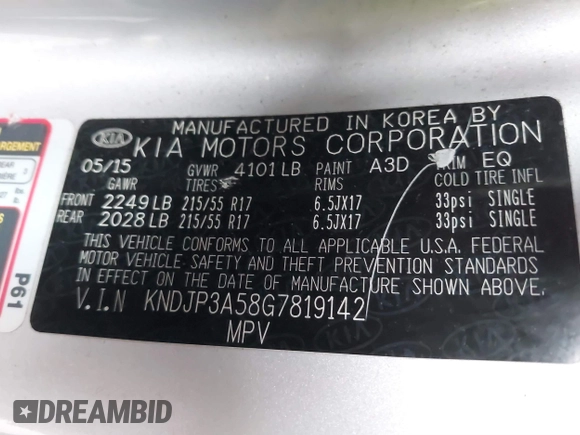 MANUFACTURED IN KOREA BY
KIA KIA MOTORS CORPORATION
05/15 GVWR 4101LB PAINT A3D EQ
GAWR TIRES RIMS COLD TIRE INFL
FRONT 2249LB 215/55 R17 6.5JX17 33psi SINGLE
REAR 2028LB 215/55 R17 6.5JX17 33psi SINGLE
THIS VEHICLE CONFORMS TO ALL APPLICABLE U.S.A. FEDERAL
MOTOR VEHICLE SAFETY AND THEFT PREVENTION STANDARDS
IN EFFECT ON THE DATE OF MANUFACTURE SHOWN ABOVE.
V.I.N KNDJP3A58G7819142
MPV
P61
DREAMBID